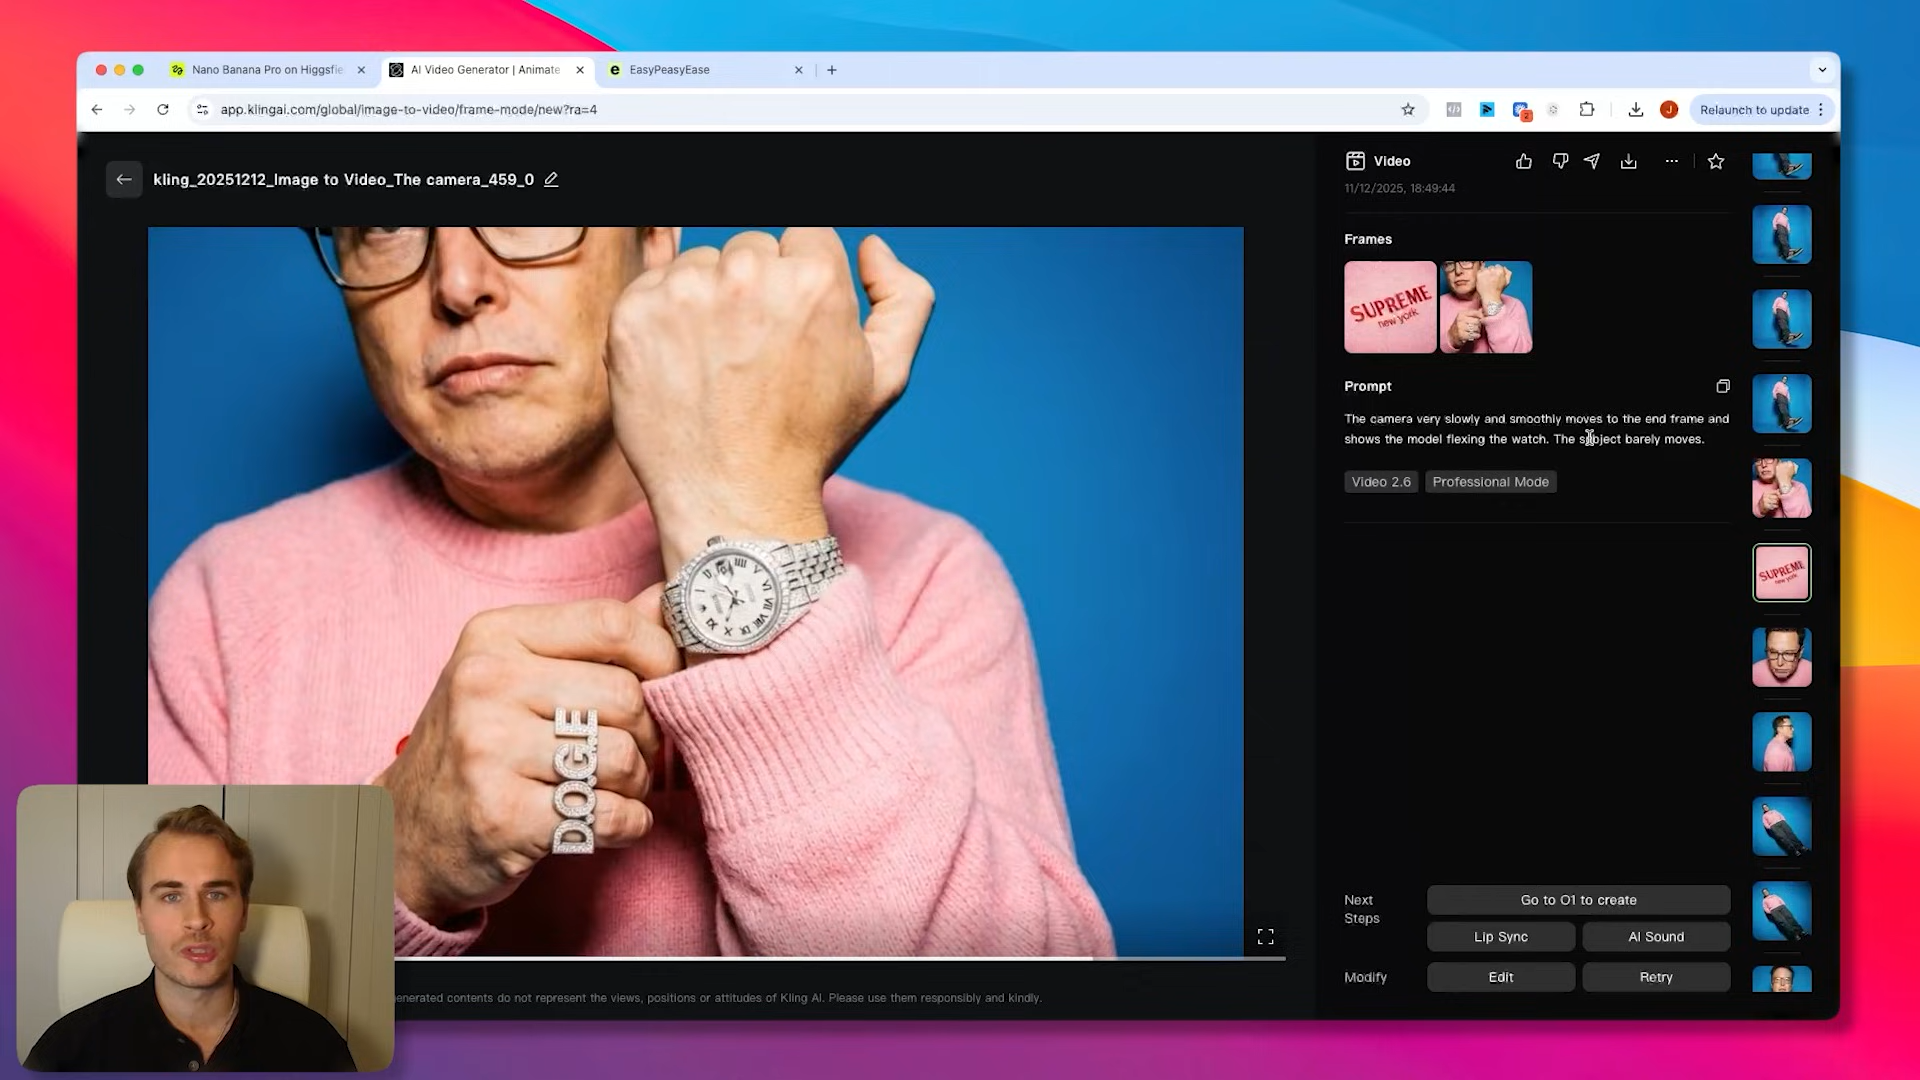 Nano Banana Pro on Higgsfie
AI Video Generator | Animate
EasyPeasyEase
app.klingai.com/global/image-to-video/frame-mode/new?ra=4
2
J
Relaunch to update
kling_20251212_Image to Video_The camera_459_0
Video
11/12/2025, 18:49:44
Frames
SUPREME
new york
Prompt
The camera very slowly and smoothly moves to the end frame and
shows the model flexing the watch. The subject barely moves.
Video 2.6
Professional Mode
SUPREME
new york
DOGE
Next
Steps
Go to O1 to create
Lip Sync
AI Sound
Modify
Edit
Retry
enerated contents do not represent the views, positions or attitudes of Kling AI. Please use them responsibly and kindly.